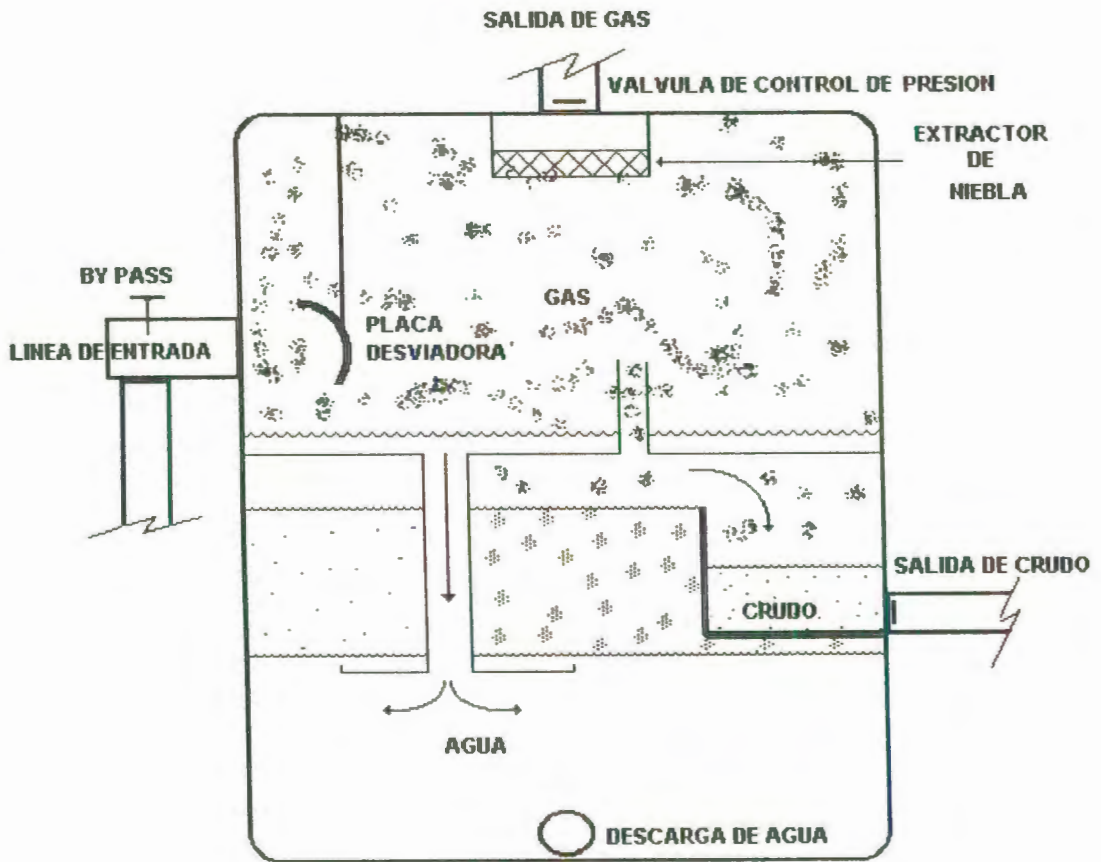 SALIDA DE GAS
VALVULA DE CONTROL DE PRESION
EXTRACTOR
DE
NIEBLA
BY PASS
GAS
LINEA DE ENTRADA
PLACA
DESVIADORA
SALIDA DE CRUDO
CRUDO
AGUA
DESCARGA DE AGUA